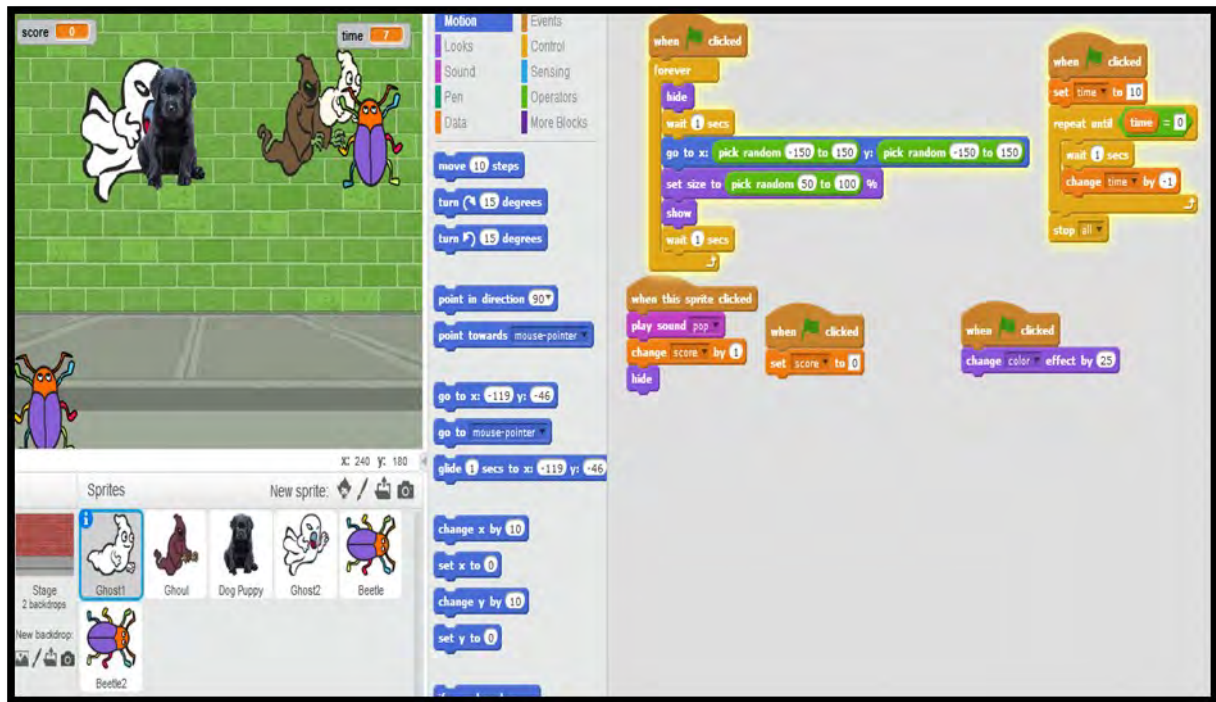 score 0
time 7
x: 240 y: 180
Sprites
New sprite:
Stage
2 backdrops
New backdrop:
Ghost1
Ghoul
Dog Puppy
Ghost2
Beetle
Beetle2
Motion
Looks
Sound
Pen
Data
Events
Control
Sensing
Operators
More Blocks
move 10 steps
turn 15 degrees
turn 15 degrees
point in direction 90
point towards mouse-pointer
go to x: -119 y: -46
go to mouse-pointer
glide 1 secs to x: -119 y: -46
change x by 10
set x to 0
change y by 10
set y to 0
when clicked
forever
hide
wait 1 secs
go to x: pick random -150 to 150 y: pick random -150 to 150
set size to pick random 50 to 100 %
show
wait 1 secs
when clicked
set time to 10
repeat until time = 0
wait 1 secs
change time by -1
stop all
when this sprite clicked
play sound pop
change score by 1
hide
when clicked
set score to 0
when clicked
change color effect by 25